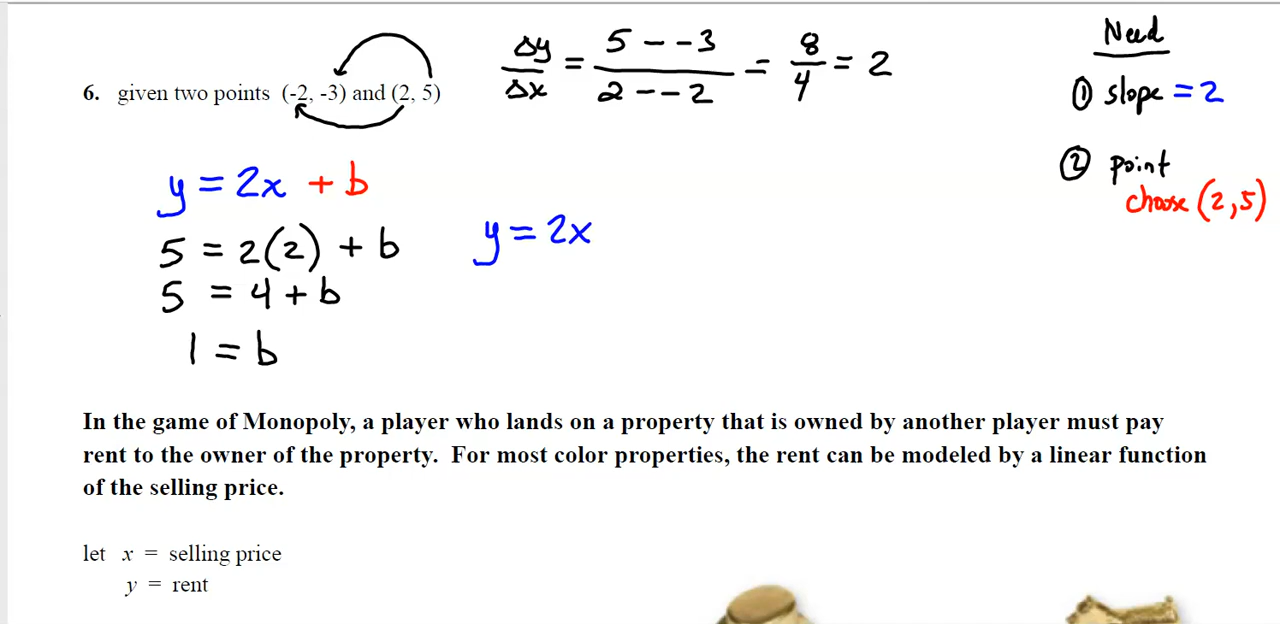 6. given two points (-2, -3) and (2, 5)
Δy/Δx = 5 - -3 / 2 - -2 = 8/4 = 2
Need
① slope = 2
② point
choose (2, 5)
y = 2x + b
5 = 2(2) + b
5 = 4 + b
1 = b
y = 2x
In the game of Monopoly, a player who lands on a property that is owned by another player must pay
rent to the owner of the property. For most color properties, the rent can be modeled by a linear function
of the selling price.
let x = selling price
y = rent